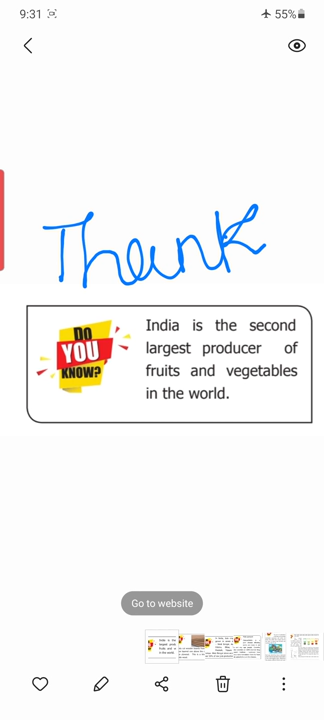 9:31
55%
Thank
DO
YOU
KNOW?
India is the second
largest producer of
fruits and vegetables
in the world.
Go to website